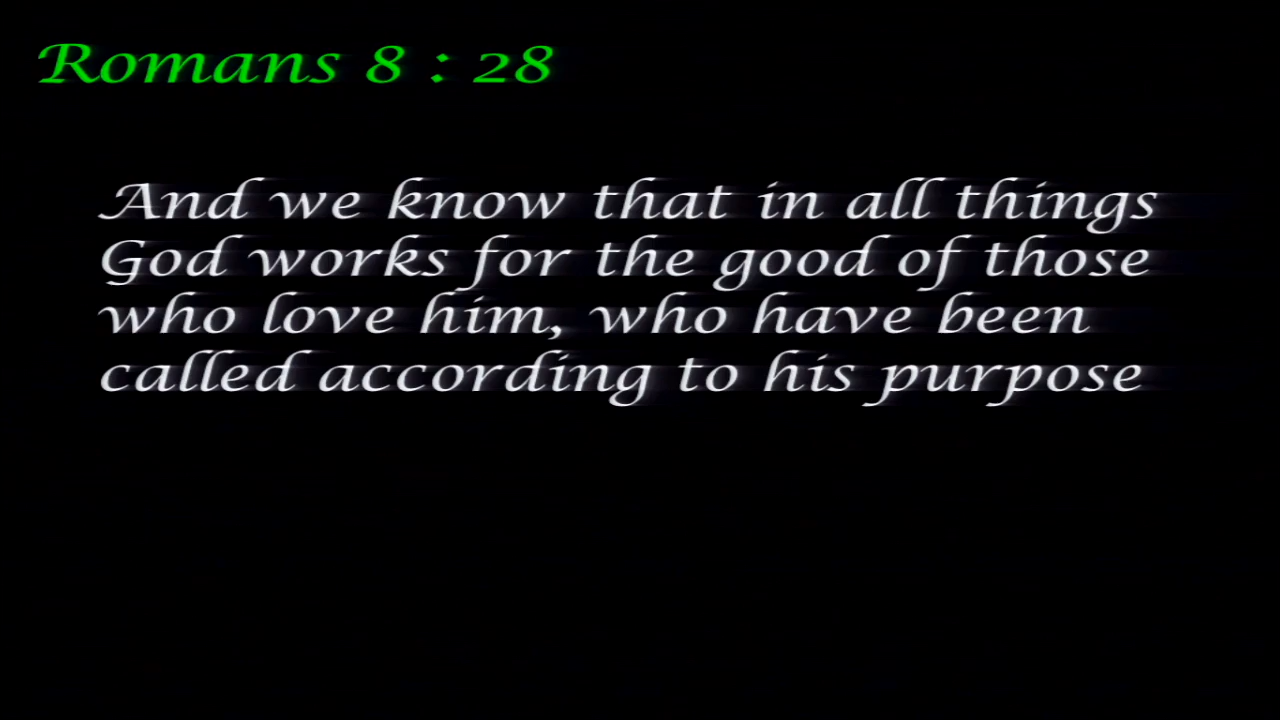 Romans 8 : 28
And we know that in all things
God works for the good of those
who love him, who have been
called according to his purpose